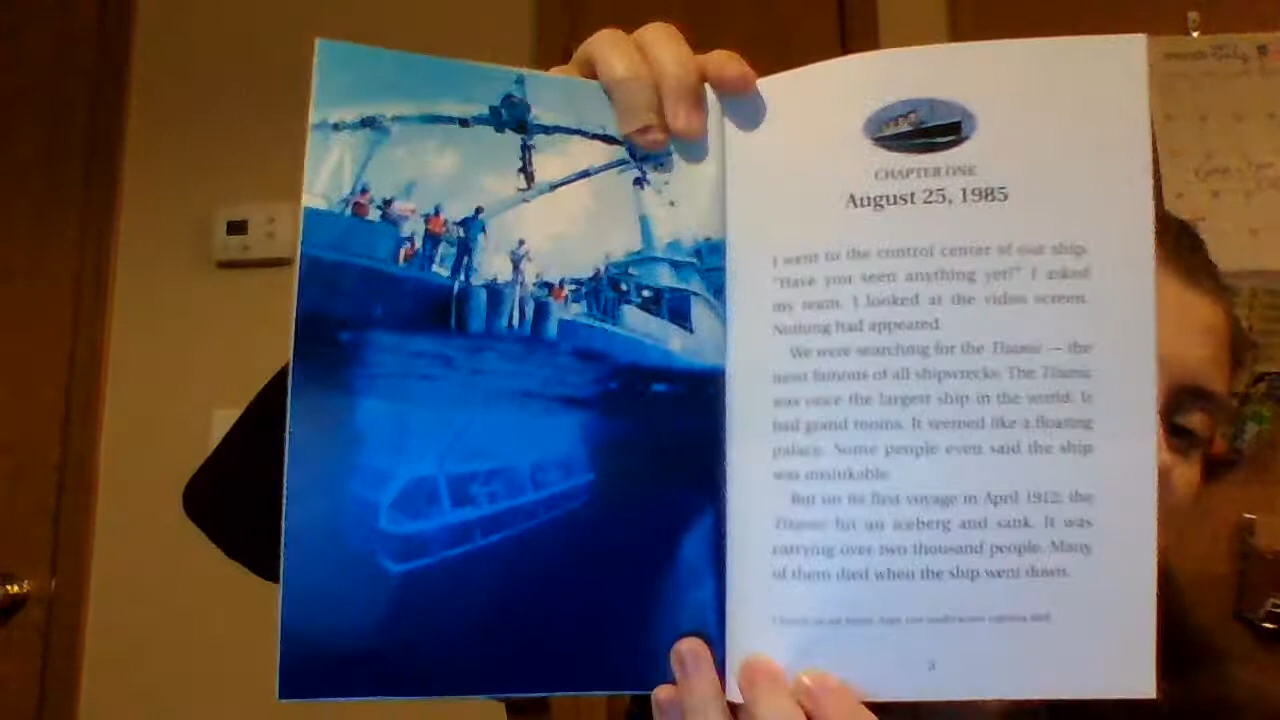 CHAPTER ONE
August 25, 1985
I went to the control center of our ship.
"Have you seen anything yet?" I asked
my team. I looked at the video screen.
Nothing had appeared.
We were searching for the Titanic — the
most famous of all shipwrecks. The Titanic
was once the largest ship in the world. It
had grand rooms. It seemed like a floating
palace. Some people even said the ship
was unsinkable.
But on its first voyage in April 1912, the
Titanic hit an iceberg and sank. It was
carrying over two thousand people. Many
of them died when the ship went down.
3